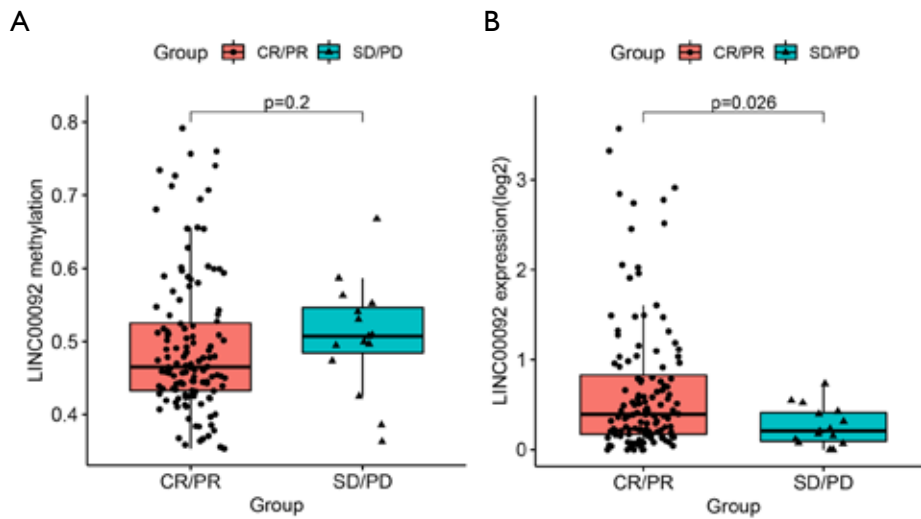 A
Group CR/PR SD/PD
p=0.2
LINC00092 methylation
0.8
0.7
0.6
0.5
0.4
CR/PR SD/PD
Group
B
Group CR/PR SD/PD
p=0.026
LINC00092 expression(log2)
3
2
1
0
CR/PR SD/PD
Group